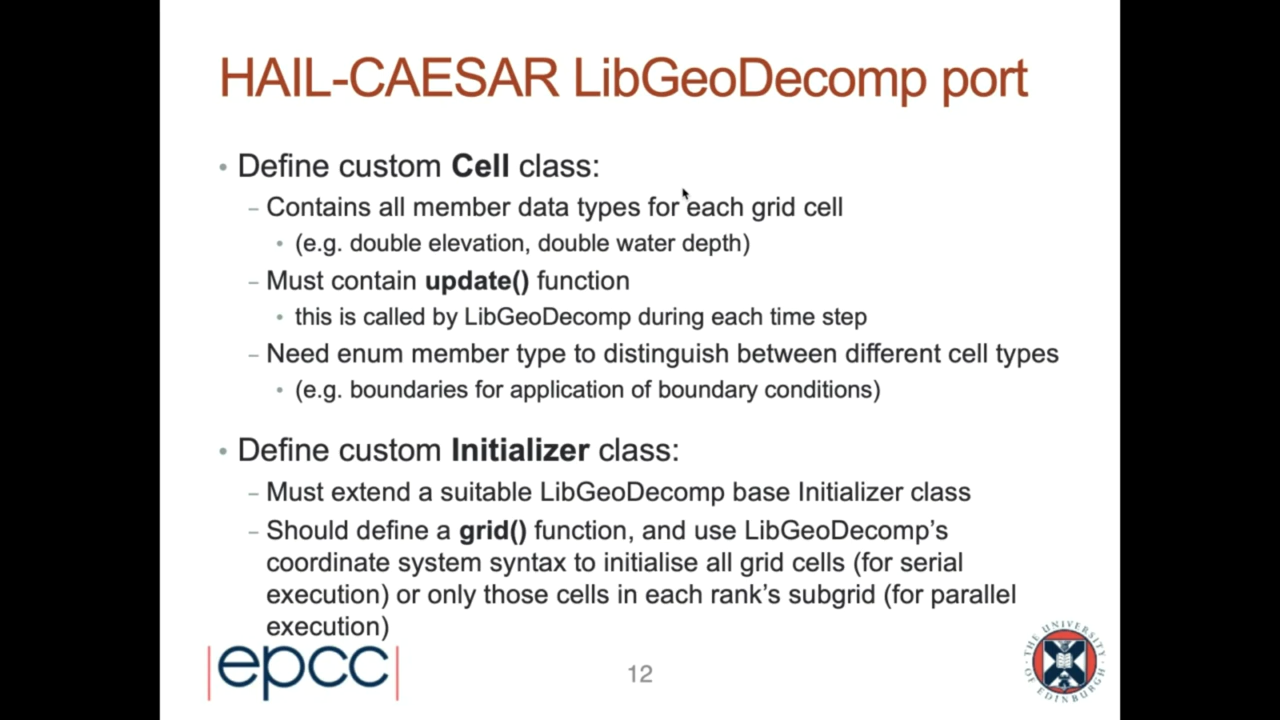 HAIL-CAESAR LibGeoDecomp port
• Define custom Cell class:
– Contains all member data types for each grid cell
• (e.g. double elevation, double water depth)
– Must contain update() function
• this is called by LibGeoDecomp during each time step
– Need enum member type to distinguish between different cell types
• (e.g. boundaries for application of boundary conditions)
• Define custom Initializer class:
– Must extend a suitable LibGeoDecomp base Initializer class
– Should define a grid() function, and use LibGeoDecomp's
coordinate system syntax to initialise all grid cells (for serial
execution) or only those cells in each rank's subgrid (for parallel
execution)
epcc
12
THE UNIVERSITY OF EDINBURGH